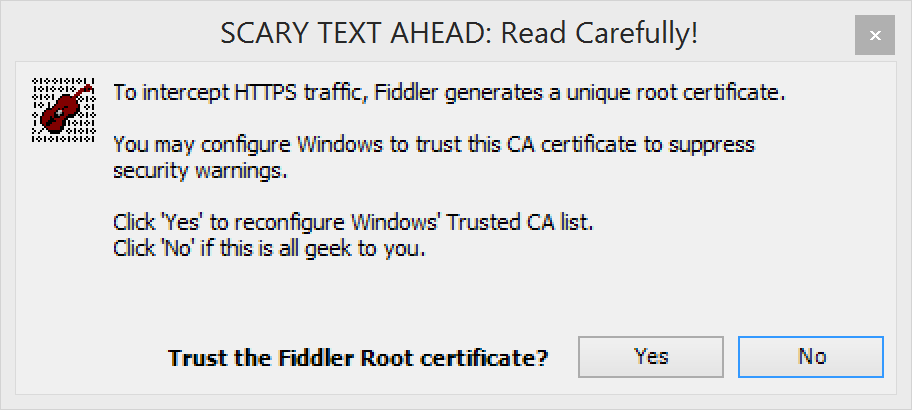 SCARY TEXT AHEAD: Read Carefully!
To intercept HTTPS traffic, Fiddler generates a unique root certificate.
You may configure Windows to trust this CA certificate to suppress
security warnings.
Click 'Yes' to reconfigure Windows' Trusted CA list.
Click 'No' if this is all geek to you.
Trust the Fiddler Root certificate? Yes No